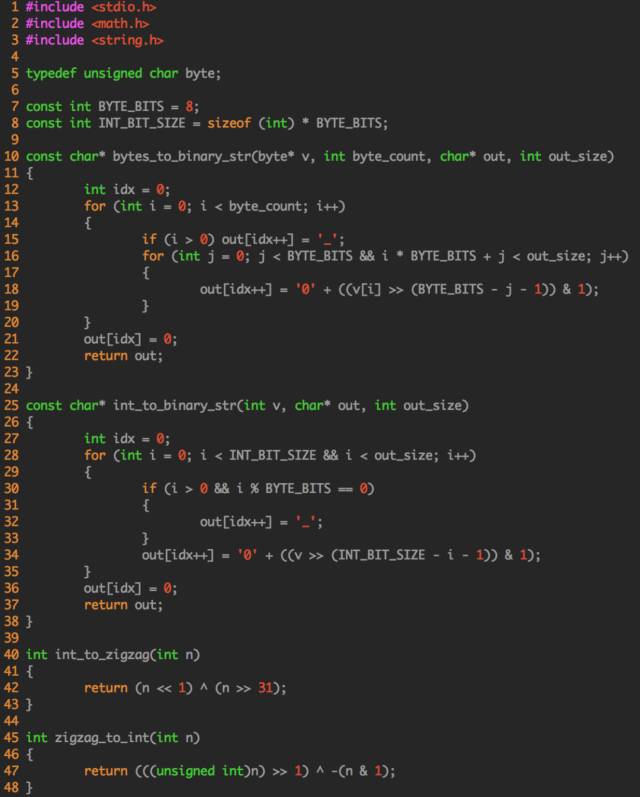 1 #include <stdio.h>
2 #include <math.h>
3 #include <string.h>
4
5 typedef unsigned char byte;
6
7 const int BYTE_BITS = 8;
8 const int INT_BIT_SIZE = sizeof (int) * BYTE_BITS;
9
10 const char* bytes_to_binary_str(byte* v, int byte_count, char* out, int out_size)
11 {
12         int idx = 0;
13         for (int i = 0; i < byte_count; i++)
14         {
15                 if (i > 0) out[idx++] = '_';
16                 for (int j = 0; j < BYTE_BITS && i * BYTE_BITS + j < out_size; j++)
17                 {
18                         out[idx++] = '0' + ((v[i] >> (BYTE_BITS - j - 1)) & 1);
19                 }
20         }
21         out[idx] = 0;
22         return out;
23 }
24
25 const char* int_to_binary_str(int v, char* out, int out_size)
26 {
27         int idx = 0;
28         for (int i = 0; i < INT_BIT_SIZE && i < out_size; i++)
29         {
30                 if (i > 0 && i % BYTE_BITS == 0)
31                 {
32                         out[idx++] = '_';
33                 }
34                 out[idx++] = '0' + ((v >> (INT_BIT_SIZE - i - 1)) & 1);
35         }
36         out[idx] = 0;
37         return out;
38 }
39
40 int int_to_zigzag(int n)
41 {
42         return (n << 1) ^ (n >> 31);
43 }
44
45 int zigzag_to_int(int n)
46 {
47         return (((unsigned int)n) >> 1) ^ -(n & 1);
48 }